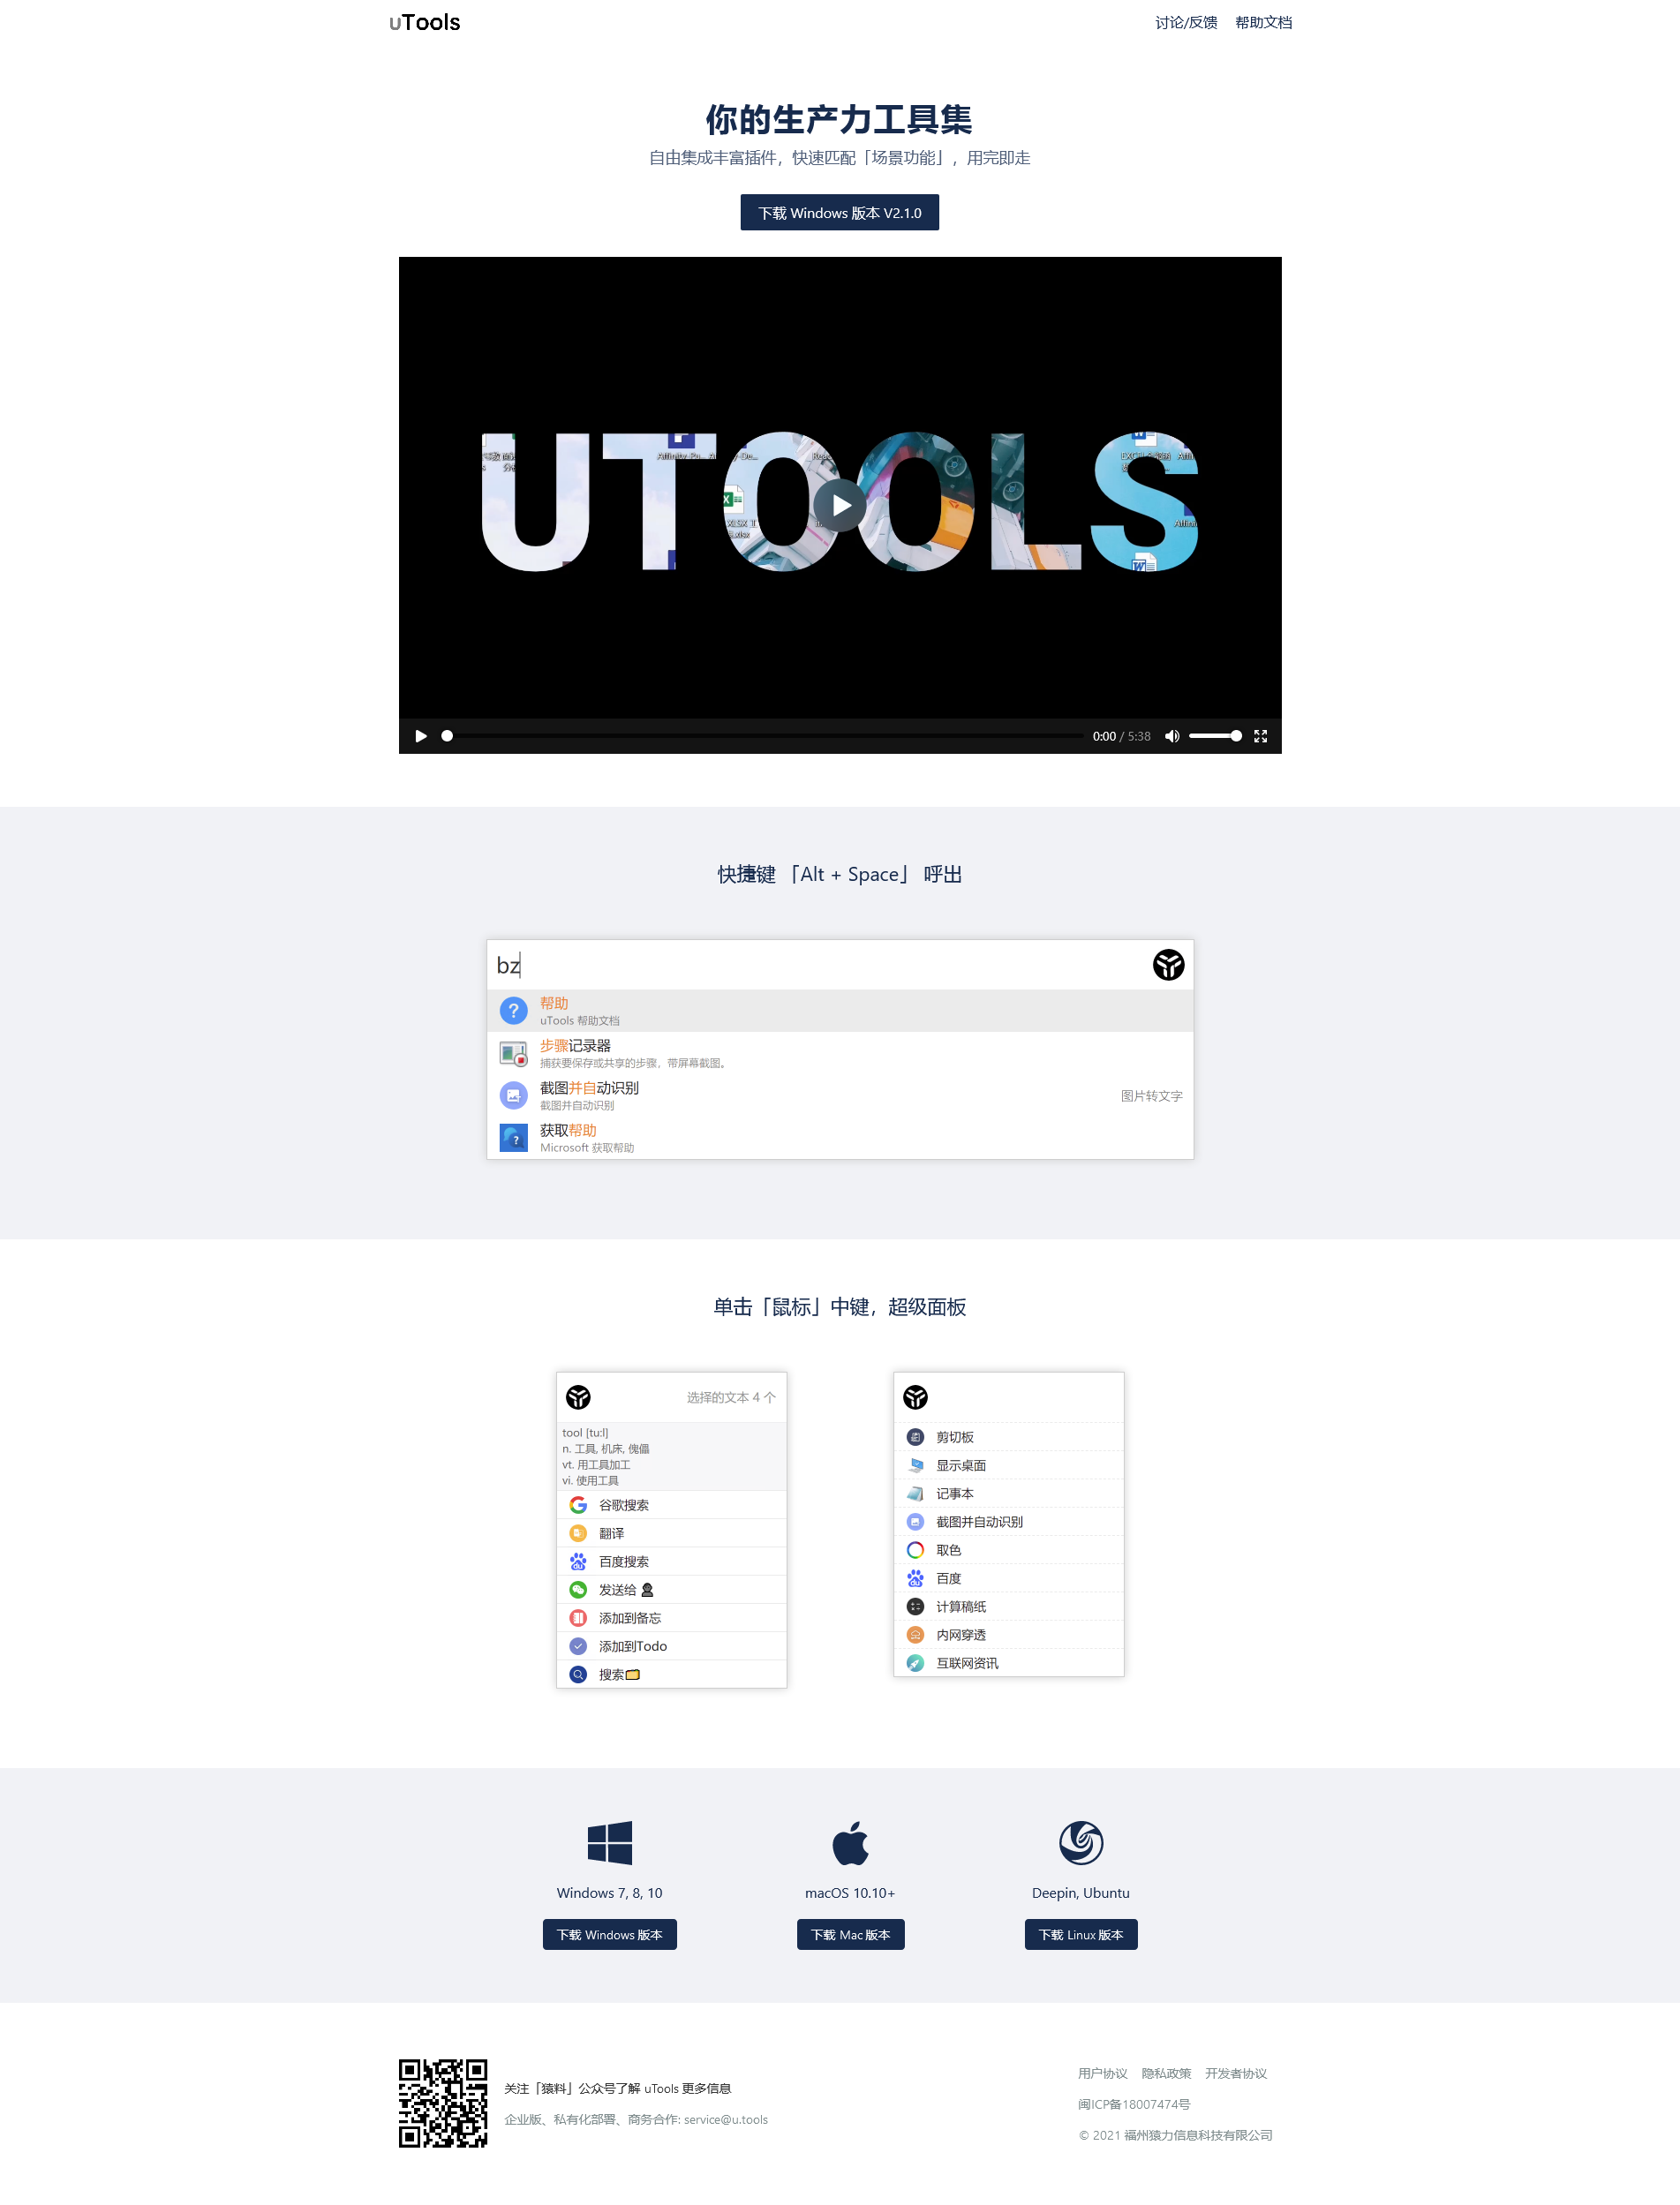 uTools
讨论/反馈 帮助文档
你的生产力工具集
自由集成丰富插件，快速匹配「场景功能」，用完即走
下载 Windows 版本 V2.1.0
UTOOLS
0:00 / 5:38
快捷键 「Alt + Space」 呼出
bz
帮助
uTools 帮助文档
步骤记录器
捕获要保存或共享的步骤，带屏幕截图。
截图并自动识别
截图并自动识别
图片转文字
获取帮助
Microsoft 获取帮助
单击「鼠标」中键，超级面板
选择的文本 4 个
tool [tu:l]
n. 工具, 机床, 傀儡
vt. 用工具加工
vi. 使用工具
谷歌搜索
翻译
百度搜索
发送给
添加到备忘
添加到Todo
搜索
剪切板
显示桌面
记事本
截图并自动识别
取色
百度
计算稿纸
内网穿透
互联网资讯
Windows 7, 8, 10
下载 Windows 版本
macOS 10.10+
下载 Mac 版本
Deepin, Ubuntu
下载 Linux 版本
关注「猿料」公众号了解 uTools 更多信息
企业版、私有化部署、商务合作: service@u.tools
用户协议 隐私政策 开发者协议
闽ICP备18007474号
© 2021 福州猿力信息科技有限公司